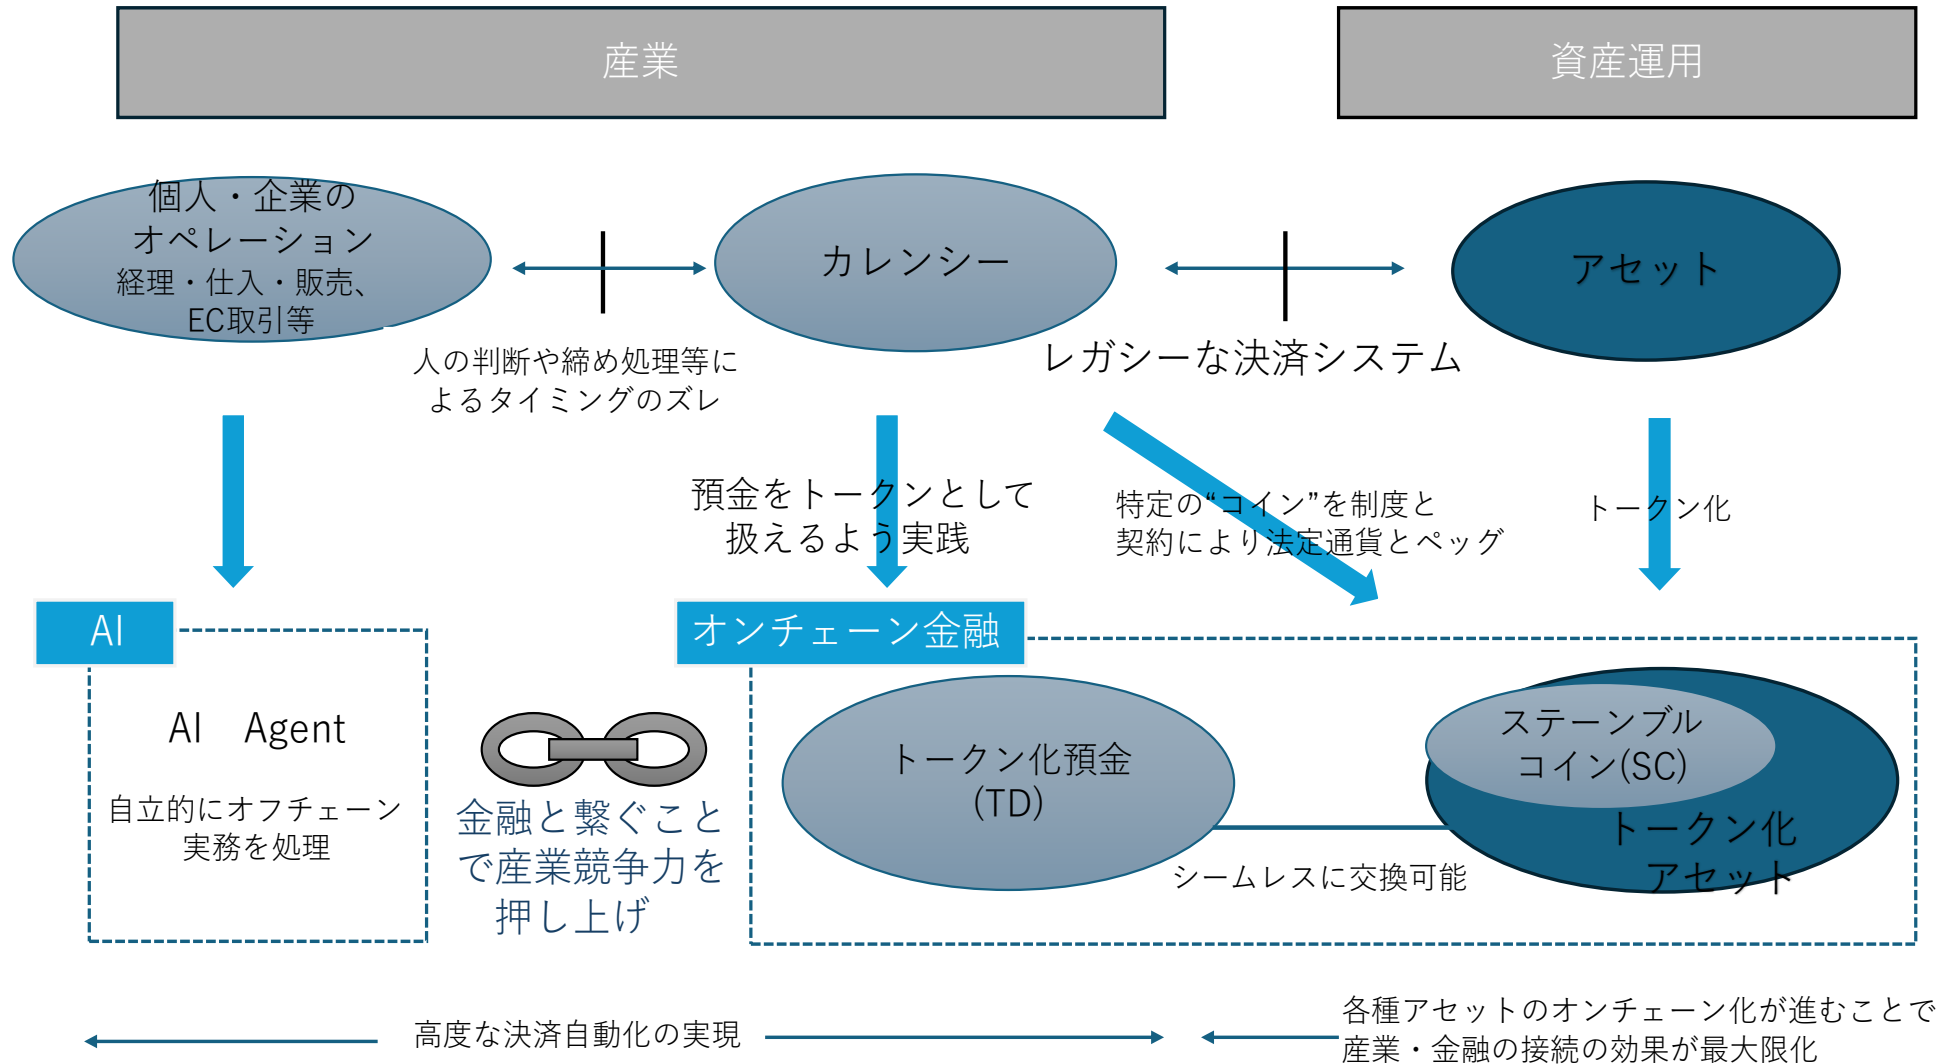 産業
資産運用
個人・企業の
オペレーション
経理・仕入・販売、
EC取引等
カレンシー
アセット
人の判断や締め処理等に
よるタイミングのズレ
レガシーな決済システム
預金をトークンとして
扱えるよう実践
特定の“コイン”を制度と
契約により法定通貨とペッグ
トークン化
AI
オンチェーン金融
AI　Agent
自立的にオフチェーン
実務を処理
金融と繋ぐこと
で産業競争力を
押し上げ
トークン化預金
(TD)
ステーンブル
コイン(SC)
トークン化
アセット
シームレスに交換可能
高度な決済自動化の実現
各種アセットのオンチェーン化が進むことで
産業・金融の接続の効果が最大限化